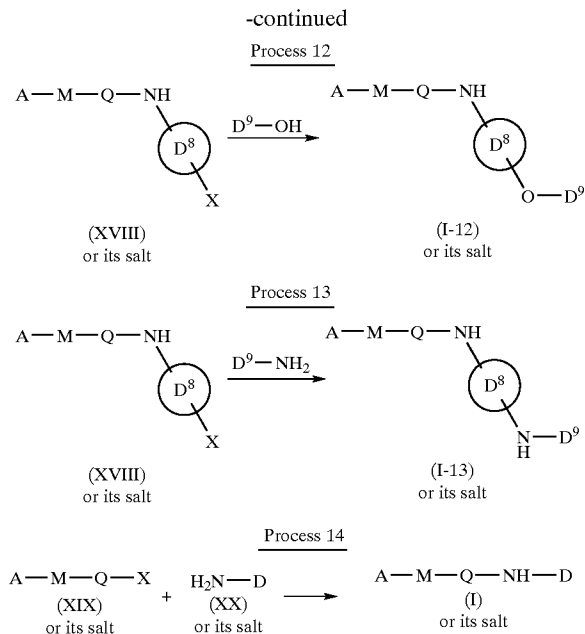 -continued
Process 12
A—M—Q—NH
D⁸
X
(XVIII)
or its salt
D⁹—OH
A—M—Q—NH
D⁸
O—D⁹
(I-12)
or its salt
Process 13
A—M—Q—NH
D⁸
X
(XVIII)
or its salt
D⁹—NH₂
A—M—Q—NH
D⁸
N—D⁹
H
(I-13)
or its salt
Process 14
A—M—Q—X
(XIX)
or its salt
+
H₂N—D
(XX)
or its salt
A—M—Q—NH—D
(I)
or its salt